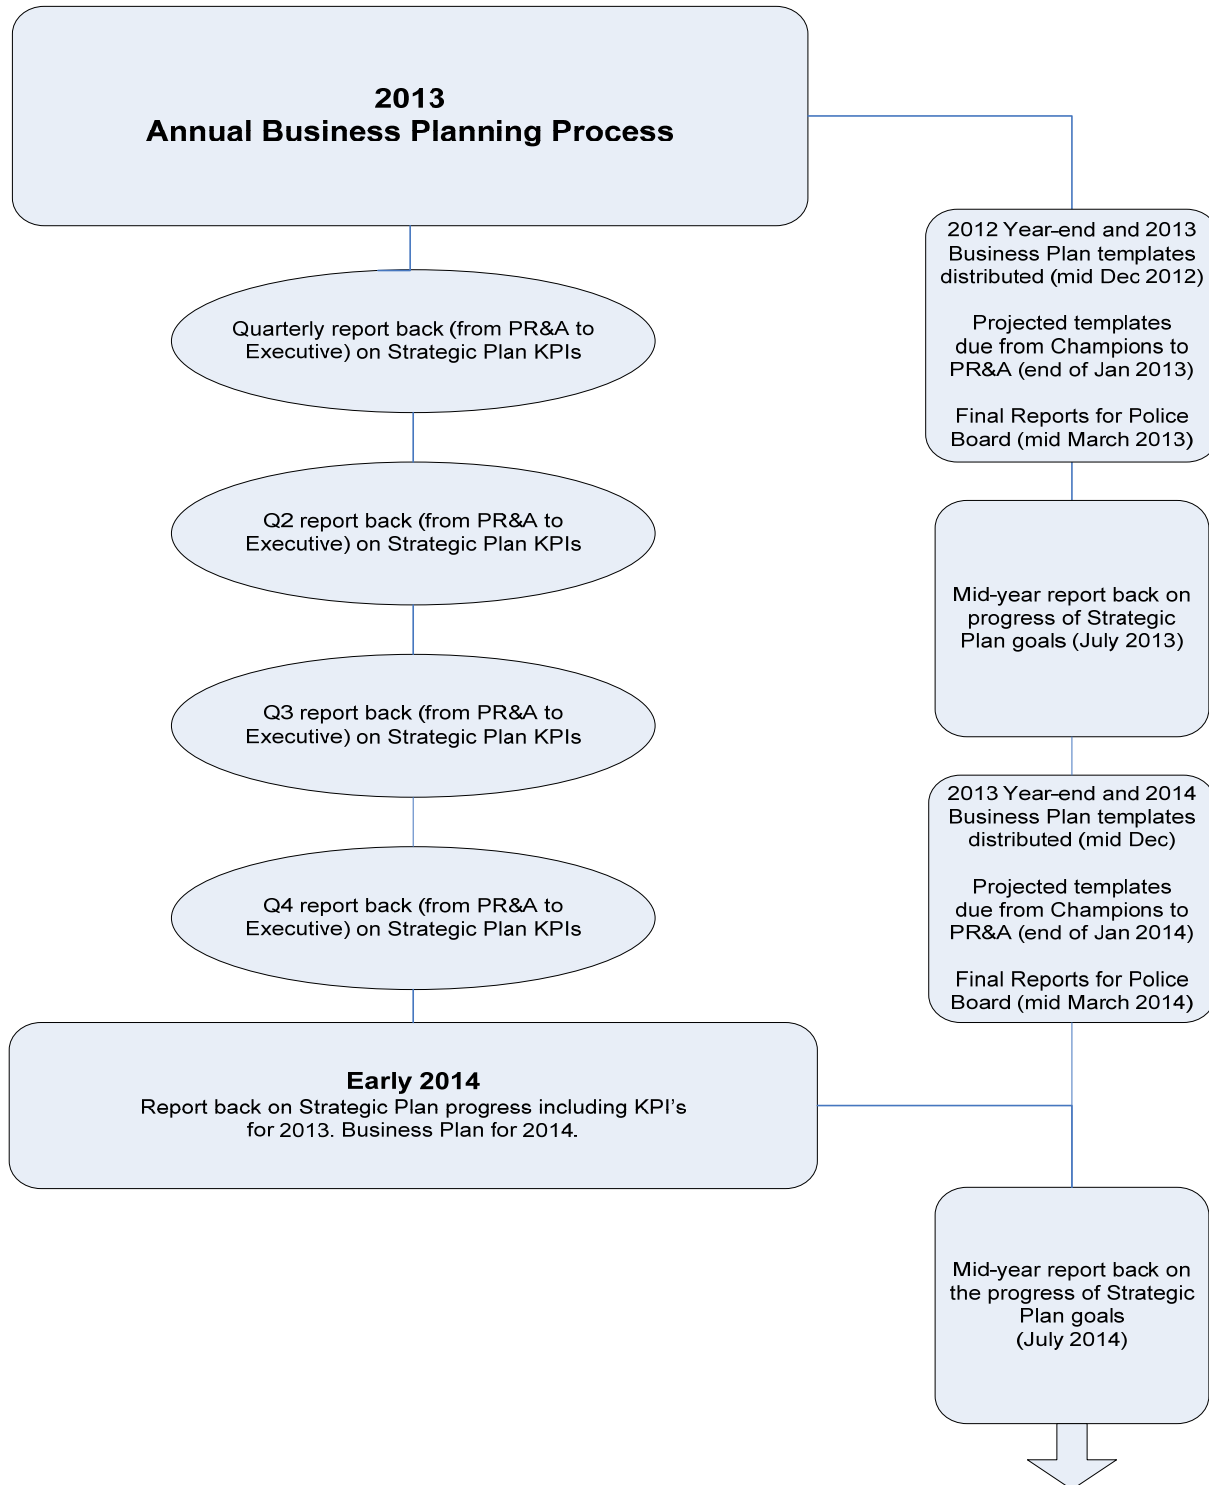 2013
Annual Business Planning Process
Quarterly report back (from PR&A to
Executive) on Strategic Plan KPIs
Q2 report back (from PR&A to
Executive) on Strategic Plan KPIs
Q3 report back (from PR&A to
Executive) on Strategic Plan KPIs
Q4 report back (from PR&A to
Executive) on Strategic Plan KPIs
Early 2014
Report back on Strategic Plan progress including KPI's
for 2013. Business Plan for 2014.
2012 Year-end and 2013
Business Plan templates
distributed (mid Dec 2012)
Projected templates
due from Champions to
PR&A (end of Jan 2013)
Final Reports for Police
Board (mid March 2013)
Mid-year report back on
progress of Strategic
Plan goals (July 2013)
2013 Year-end and 2014
Business Plan templates
distributed (mid Dec)
Projected templates
due from Champions to
PR&A (end of Jan 2014)
Final Reports for Police
Board (mid March 2014)
Mid-year report back on
the progress of Strategic
Plan goals
(July 2014)